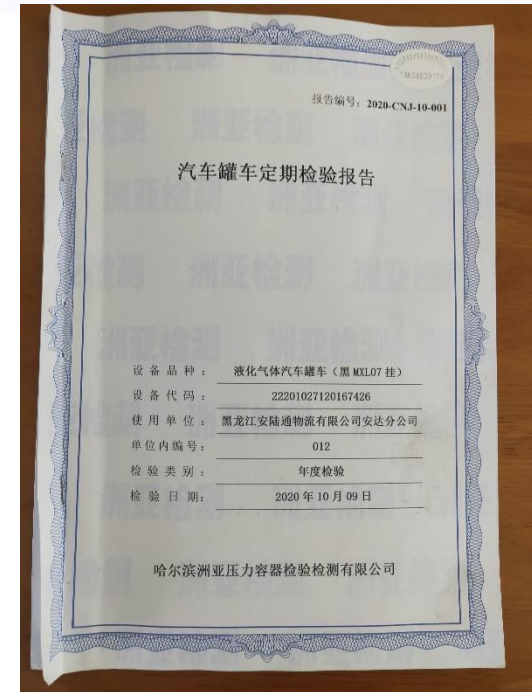 报告编号：2020-CNJ-10-001
汽车罐车定期检验报告
设备品种：液化气体汽车罐车（黑MXL07挂）
设备代码：22201027120167426
使用单位：黑龙江安陆通物流有限公司安达分公司
单位内编号：012
检验类别：年度检验
检验日期：2020年10月09日
哈尔滨洲亚压力容器检验检测有限公司
洲亚检测